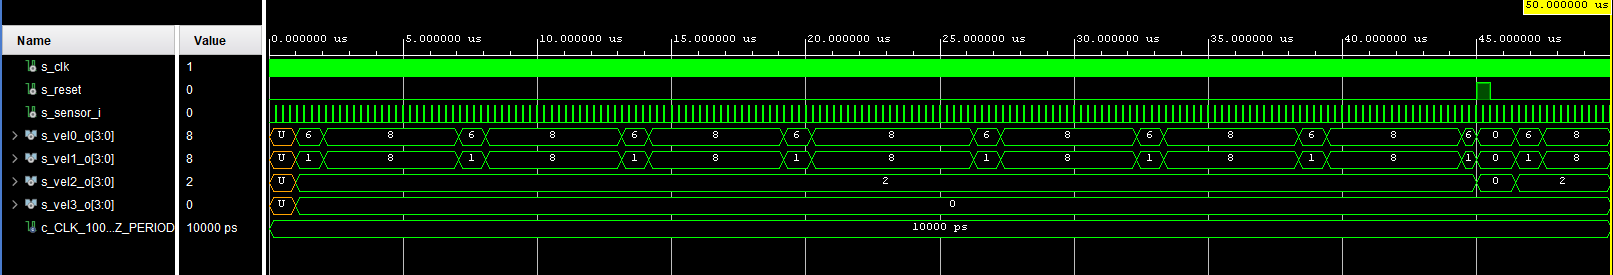 50.000000 us
Name Value 0.000000 us 5.000000 us 10.000000 us 15.000000 us 20.000000 us 25.000000 us 30.000000 us 35.000000 us 40.000000 us 45.000000 us
s_clk 1
s_reset 0
s_sensor_i 0
s_vel0_o[3:0] 8 U 6 8 6 8 6 8 6 8 6 8 6 8 6 8 6 0 6 8
s_vel1_o[3:0] 8 U 1 8 1 8 1 8 1 8 1 8 1 8 1 8 1 0 1 8
s_vel2_o[3:0] 2 U 2 0 2
s_vel3_o[3:0] 0 U 0
c_CLK_100...Z_PERIOD 10000 ps 10000 ps